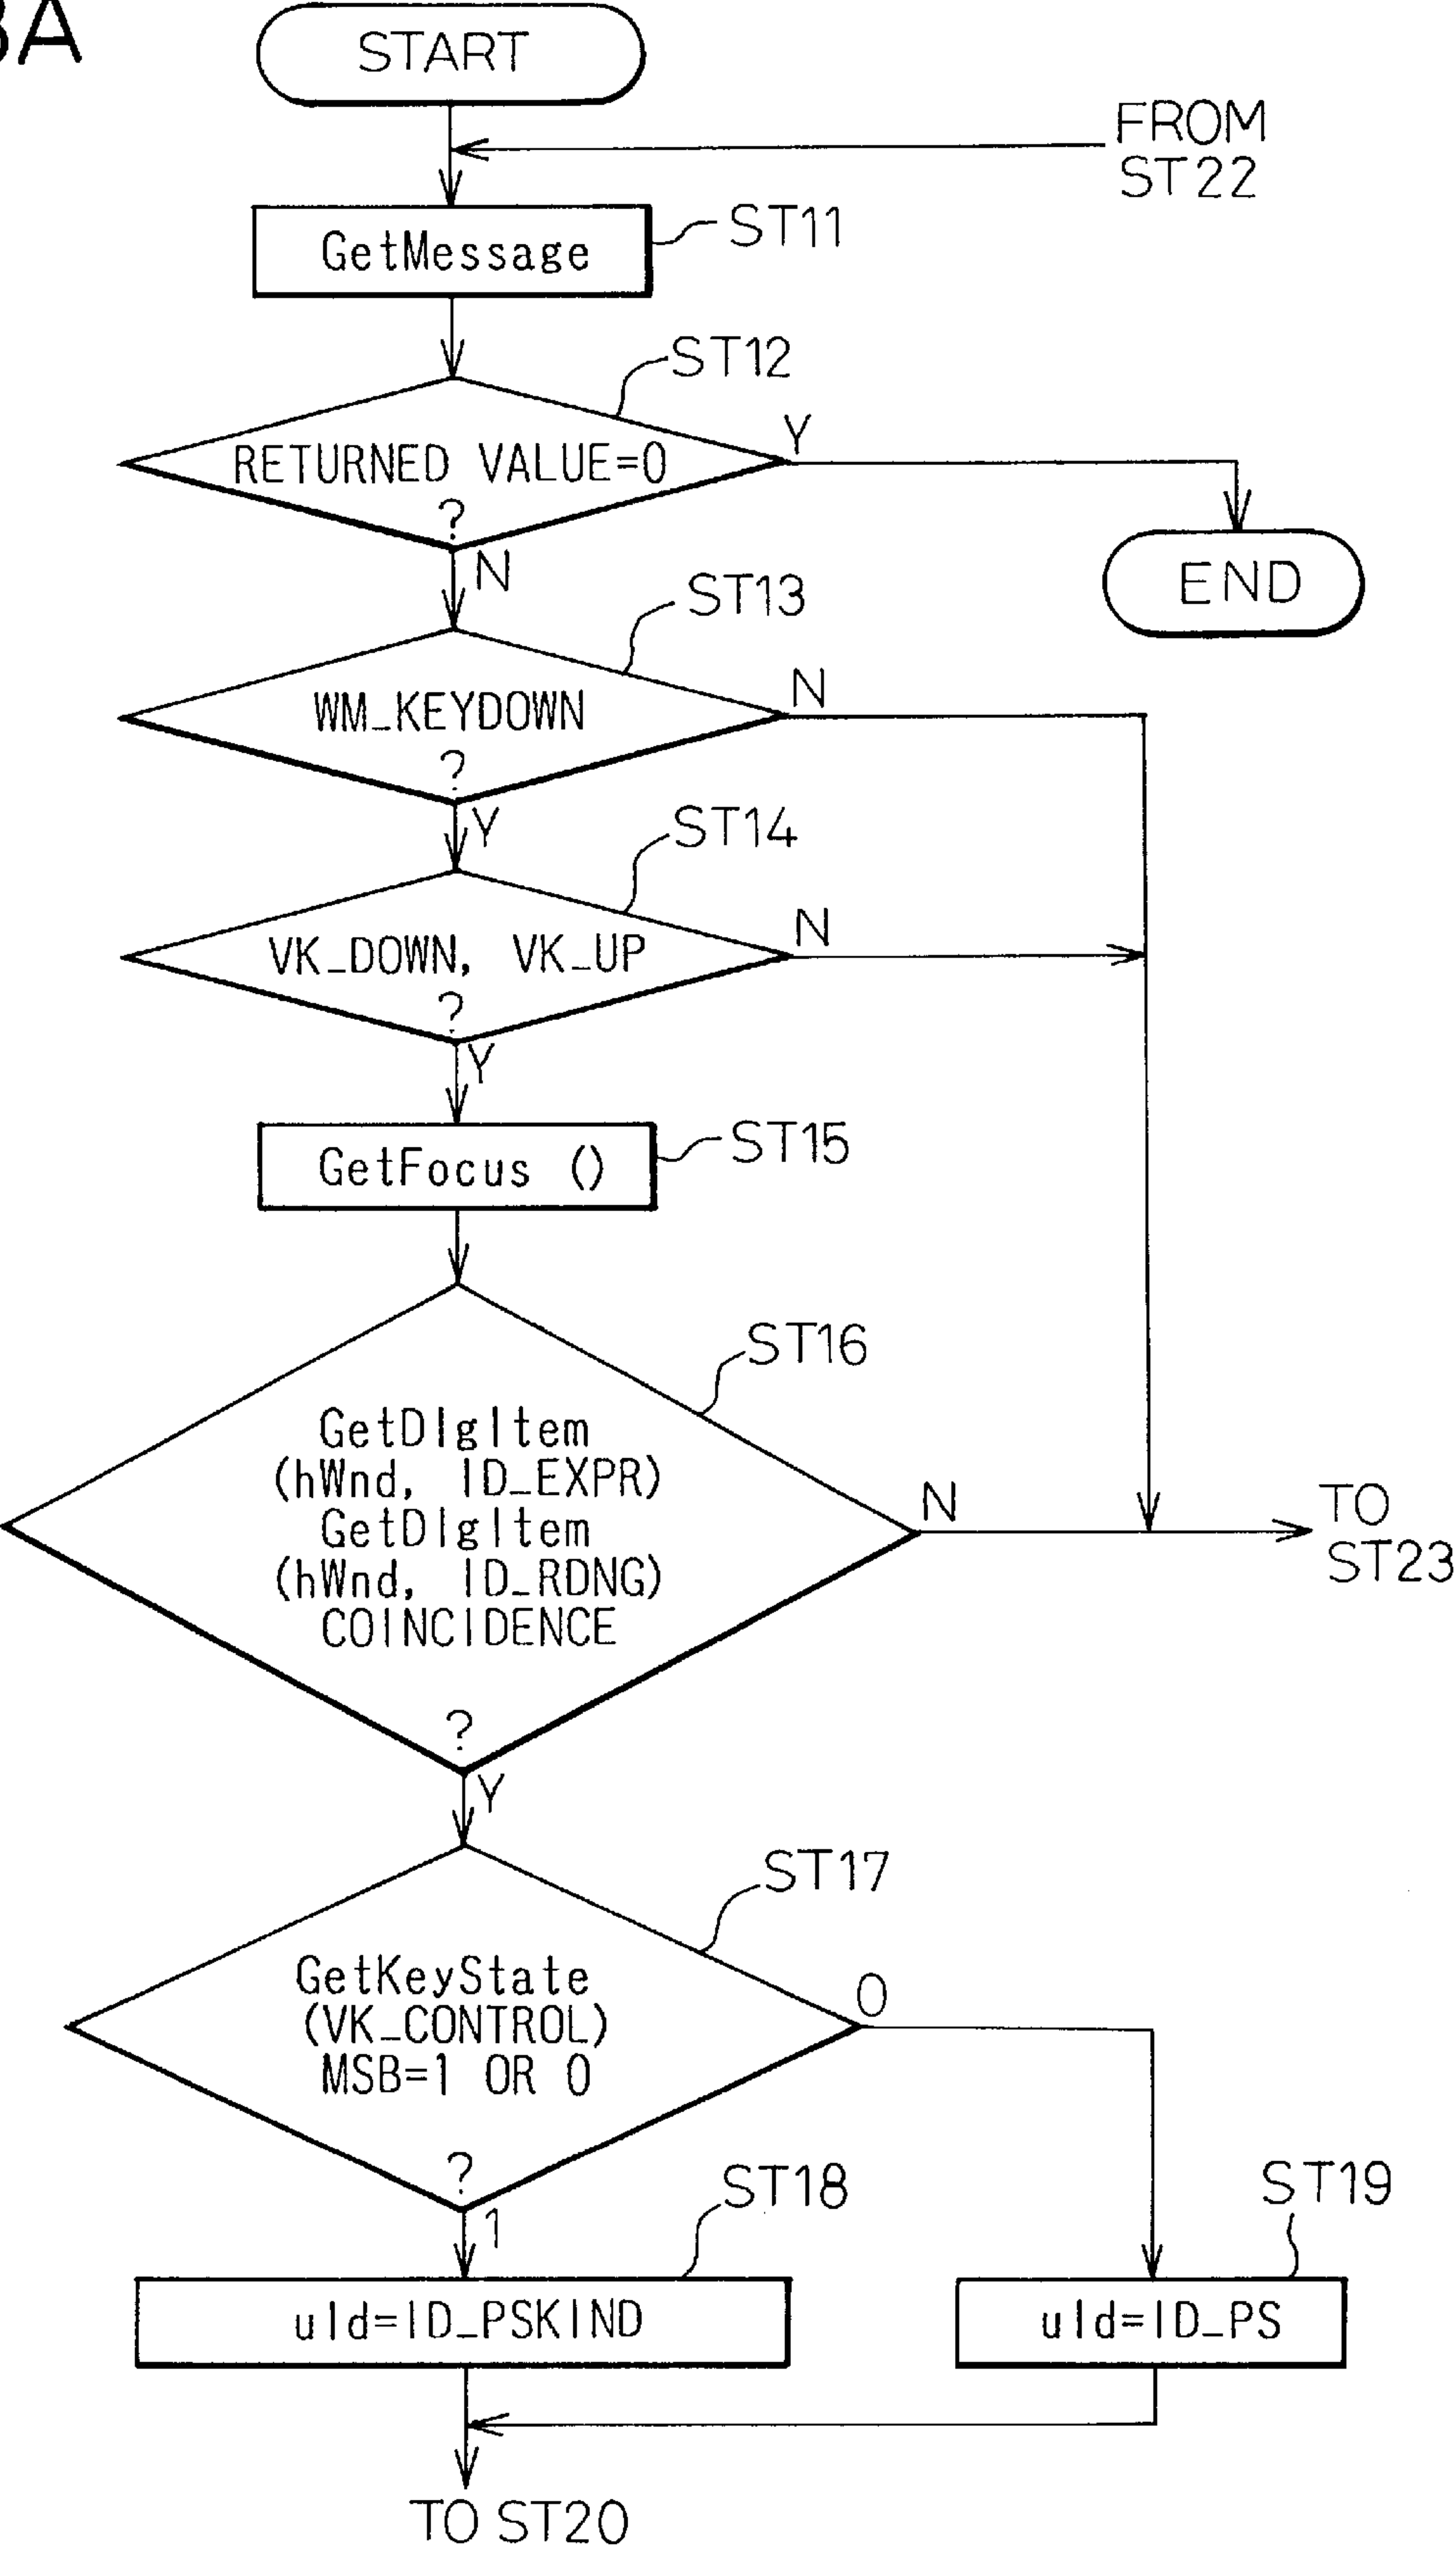 3A
START
FROM
ST22
ST11
GetMessage
ST12
RETURNED VALUE=0
?
Y
N
END
ST13
WM_KEYDOWN
?
N
Y
ST14
VK_DOWN, VK_UP
?
N
Y
ST15
GetFocus ()
ST16
GetDlgItem
(hWnd, ID_EXPR)
GetDlgItem
(hWnd, ID_RDNG)
COINCIDENCE
?
N
TO
ST23
Y
ST17
GetKeyState
(VK_CONTROL)
MSB=1 OR 0
?
0
1
ST18
ST19
uId=ID_PSKIND
uId=ID_PS
TO ST20